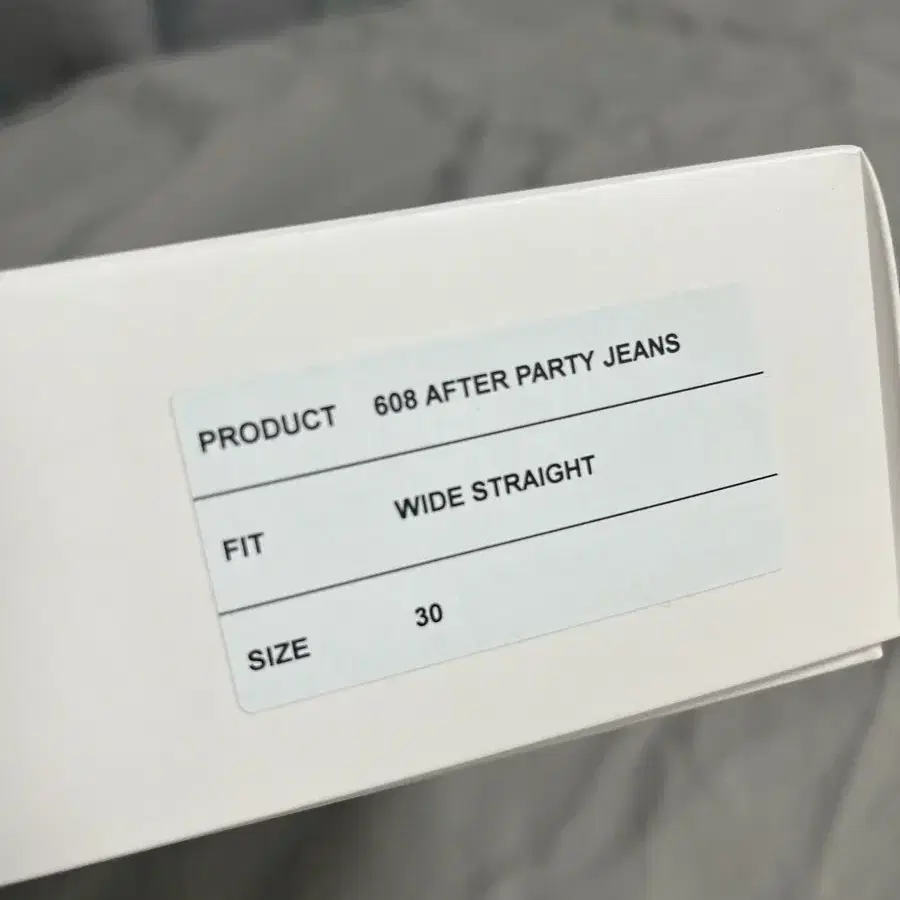 PRODUCT 608 AFTER PARTY JEANS
FIT WIDE STRAIGHT
SIZE 30